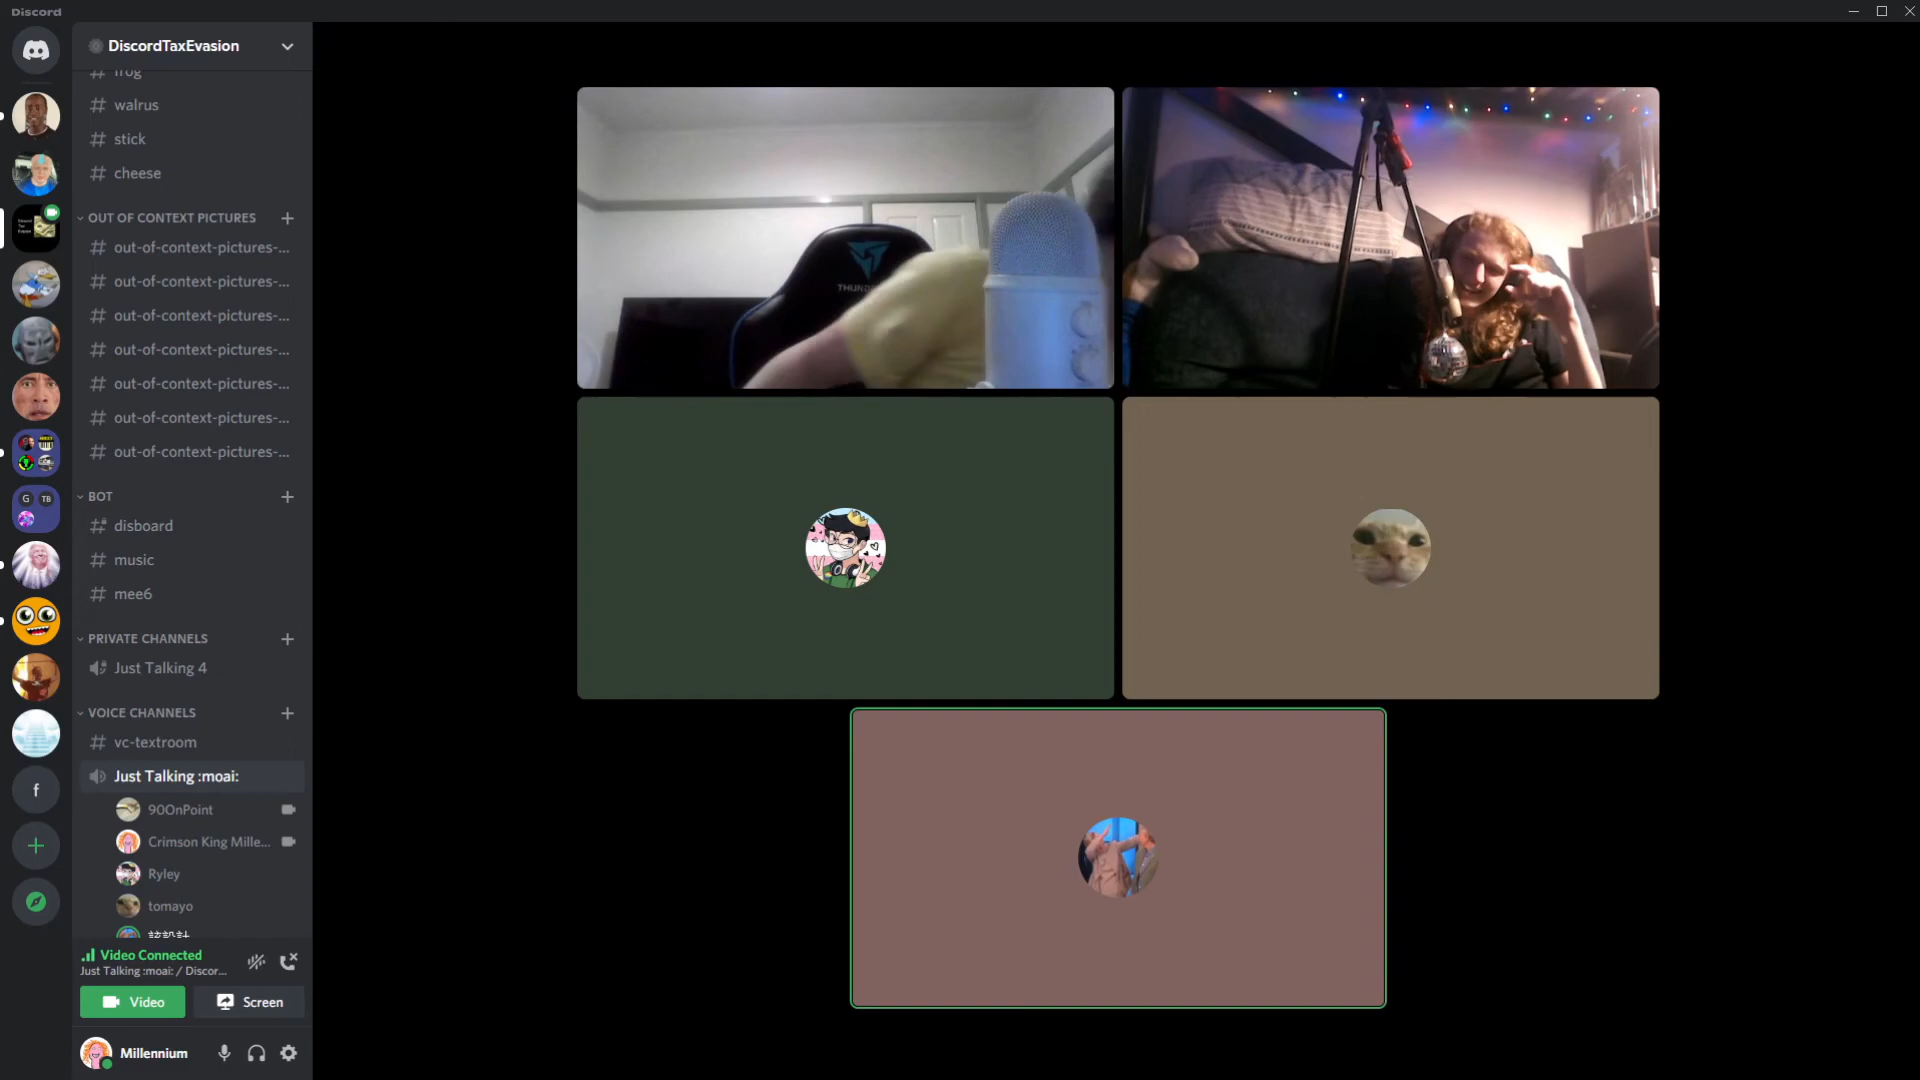 Discord
DiscordTaxEvasion
frog
walrus
stick
cheese
OUT OF CONTEXT PICTURES
out-of-context-pictures-...
out-of-context-pictures-...
out-of-context-pictures-...
out-of-context-pictures-...
out-of-context-pictures-...
out-of-context-pictures-...
out-of-context-pictures-...
BOT
disboard
music
mee6
PRIVATE CHANNELS
Just Talking 4
VOICE CHANNELS
vc-textroom
Just Talking :moai:
90OnPoint
Crimson King Mille...
Ryley
tomayo
Video Connected
Just Talking :moai: / Discor...
Video
Screen
Millennium
G
TB
f